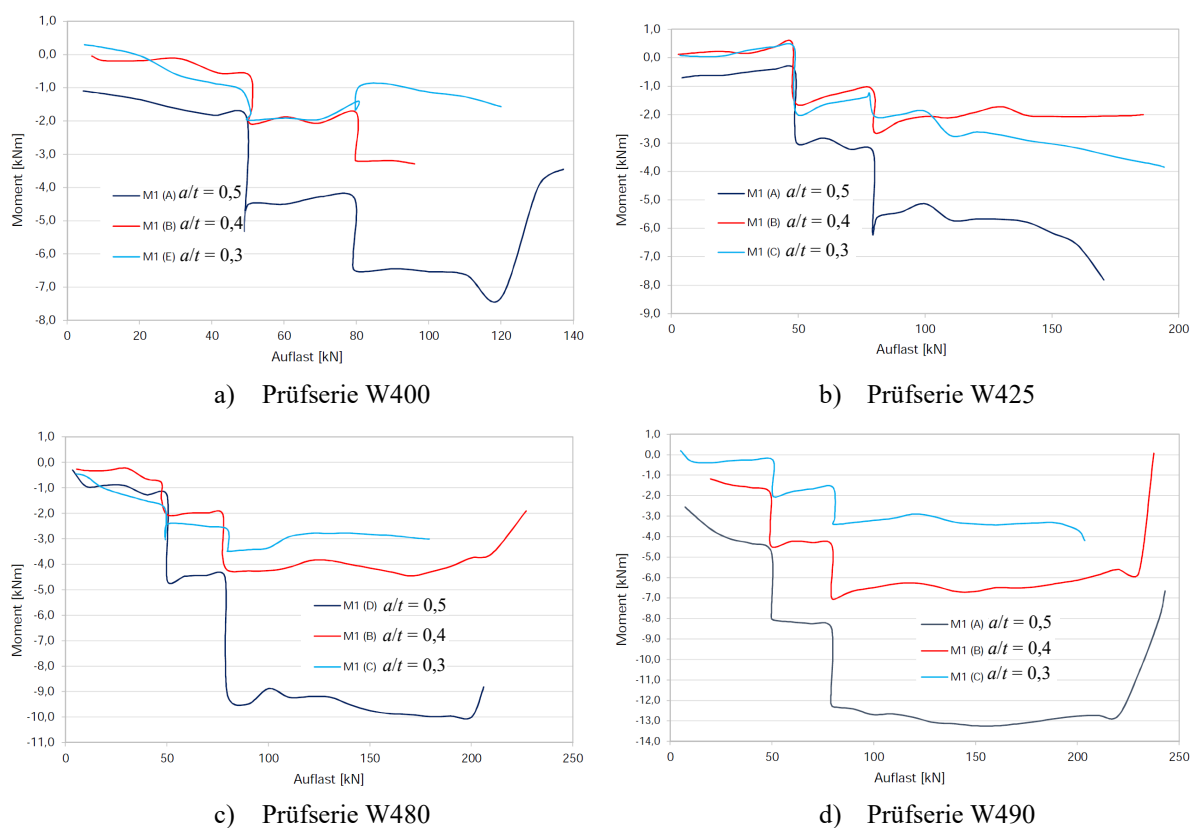 1,0
0,0
-1,0
-2,0
-3,0
-4,0
-5,0
-6,0
-7,0
-8,0
Moment [kNm]
M1 (A) a/t = 0,5
M1 (B) a/t = 0,4
M1 (E) a/t = 0,3
0 20 40 60 80 100 120 140
Auflast [kN]
a) Prüfserie W400
1,0
0,0
-1,0
-2,0
-3,0
-4,0
-5,0
-6,0
-7,0
-8,0
-9,0
Moment [kNm]
M1 (A) a/t = 0,5
M1 (B) a/t = 0,4
M1 (C) a/t = 0,3
0 50 100 150 200
Auflast [kN]
b) Prüfserie W425
1,0
0,0
-1,0
-2,0
-3,0
-4,0
-5,0
-6,0
-7,0
-8,0
-9,0
-10,0
-11,0
Moment [kNm]
M1 (D) a/t = 0,5
M1 (B) a/t = 0,4
M1 (C) a/t = 0,3
0 50 100 150 200 250
Auflast [kN]
c) Prüfserie W480
1,0
0,0
-1,0
-2,0
-3,0
-4,0
-5,0
-6,0
-7,0
-8,0
-9,0
-10,0
-11,0
-12,0
-13,0
-14,0
Moment [kNm]
M1 (A) a/t = 0,5
M1 (B) a/t = 0,4
M1 (C) a/t = 0,3
0 50 100 150 200 250
Auflast [kN]
d) Prüfserie W490